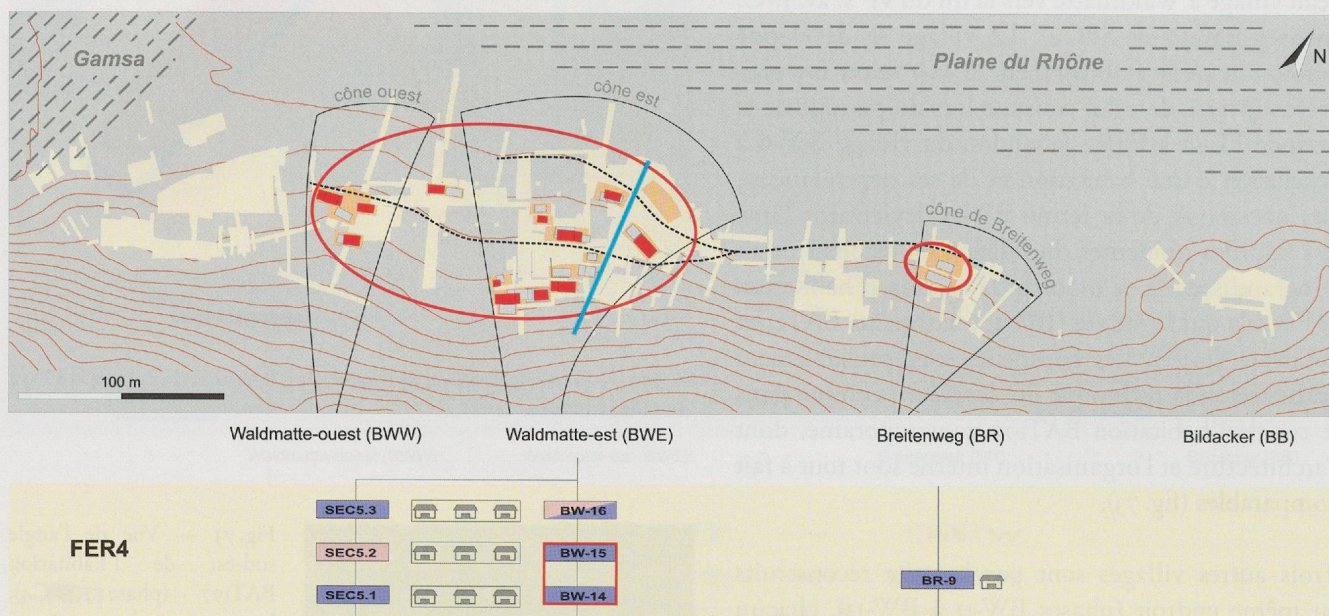 Gamsa
Plaine du Rhône
N
cône ouest
cône est
cône de Breitenweg
100 m
Waldmatte-ouest (BWW)
Waldmatte-est (BWE)
Breitenweg (BR)
Bildacker (BB)
SEC5.3
BW-16
FER4
SEC5.2
BW-15
BR-9
SEC5.1
BW-14